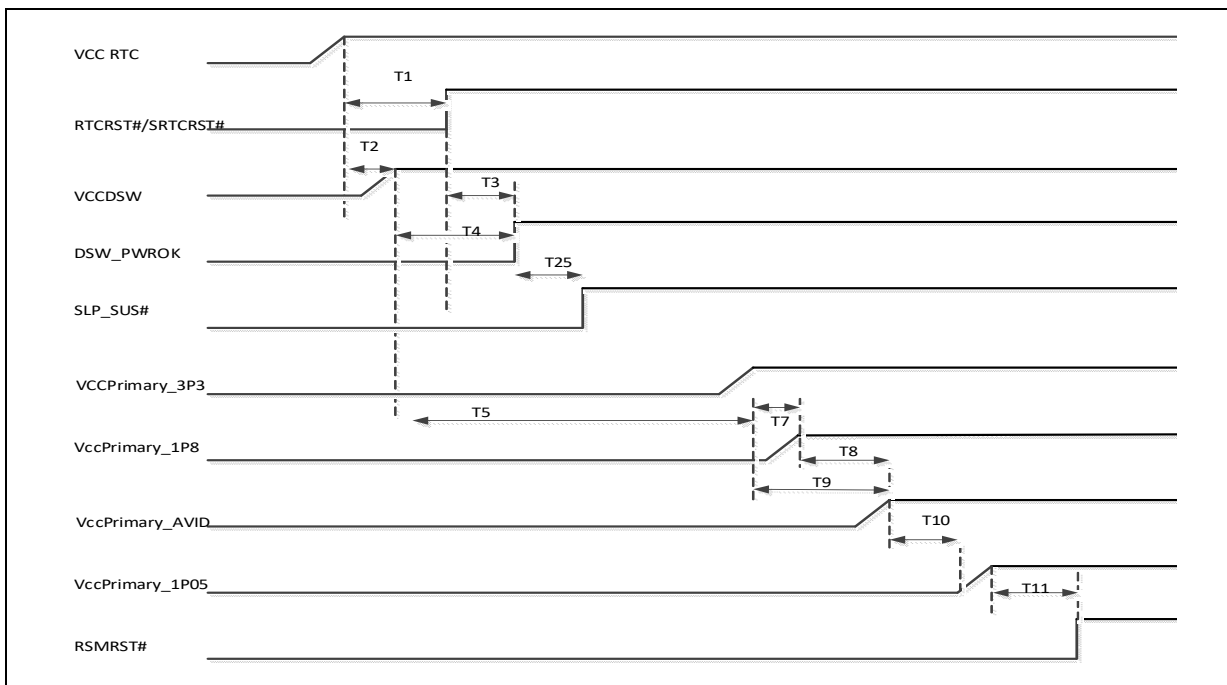 VCC RTC
T1
RTCRST#/SRTCRST#
T2
VCCDSW
T3
T4
DSW_PWROK
T25
SLP_SUS#
VCCPrimary_3P3
T5
T7
VccPrimary_1P8
T8
T9
VccPrimary_AVID
T10
VccPrimary_1P05
T11
RSMRST#